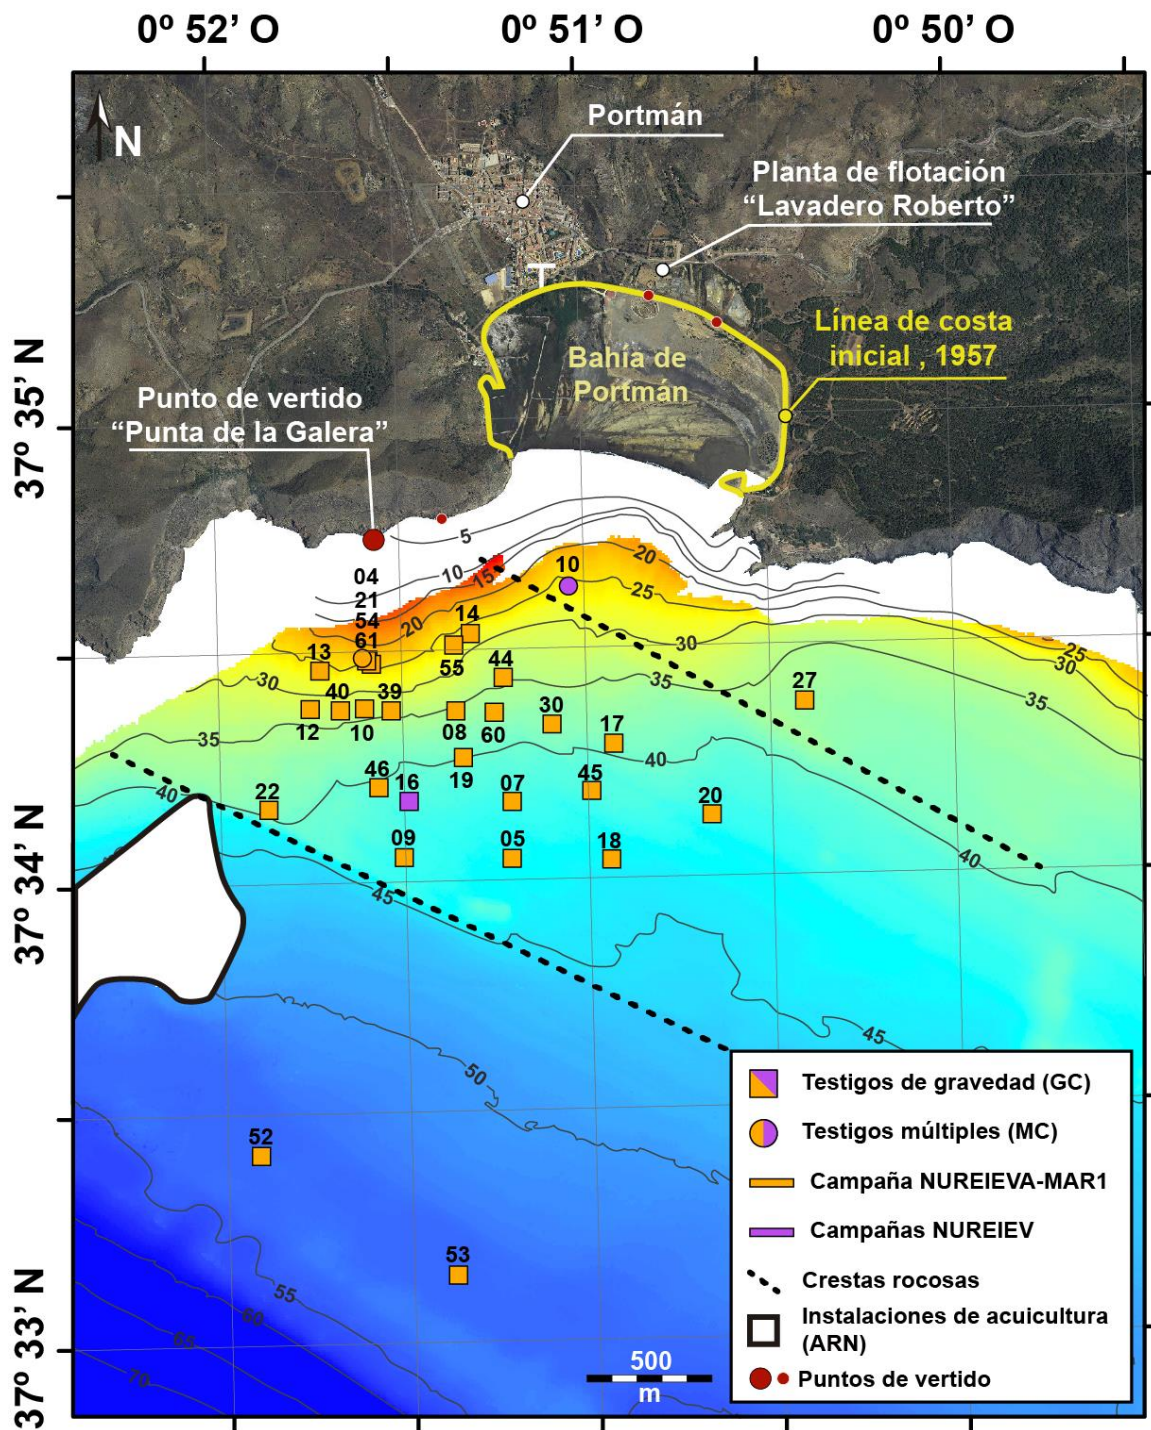 0º 52’ O
0º 51’ O
0º 50’ O
N
Portmán
Planta de flotación
“Lavadero Roberto”
Línea de costa
inicial , 1957
Bahía de
Portmán
37º 35’ N
Punto de vertido
“Punta de la Galera”
5
10
15
20
20
25
10
04
21
54
61
14
55
13
44
30
25
30
35
30
35
27
12
40
10
39
08
60
30
17
35
40
19
46
16
07
45
20
22
40
09
05
18
40
45
37º 34’ N
45
50
52
53
55
60
65
70
37º 33’ N
500
m
Testigos de gravedad (GC)
Testigos múltiples (MC)
Campaña NUREIEVA-MAR1
Campañas NUREIEV
Crestas rocosas
Instalaciones de acuicultura
(ARN)
Puntos de vertido